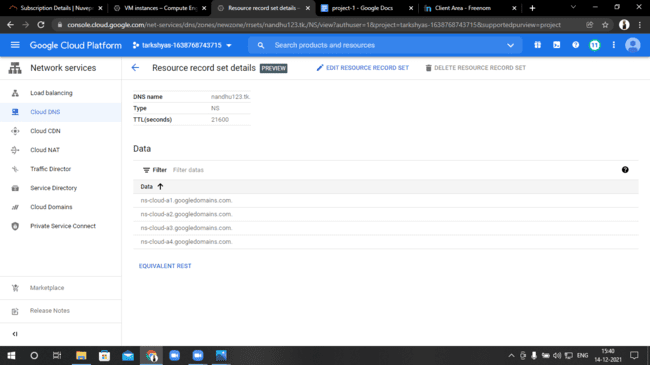 Subscription Details | Nuvep
VM instances – Compute En
Resource record set details –
project-1 – Google Docs
Client Area – Freenom
console.cloud.google.com/net-services/dns/zones/newzone/rrsets/nandhu123.tk./NS/view?authuser=1&project=tarkshyas-1638768743715&supportedpurview=project
Google Cloud Platform
tarkshyas-1638768743715
Search products and resources
11
Network services
Resource record set details
PREVIEW
EDIT RESOURCE RECORD SET
DELETE RESOURCE RECORD SET
Load balancing
Cloud DNS
Cloud CDN
Cloud NAT
Traffic Director
Service Directory
Cloud Domains
Private Service Connect
Marketplace
Release Notes
DNS name nandhu123.tk.
Type NS
TTL(seconds) 21600
Data
Filter Filter datas
Data
ns-cloud-a1.googledomains.com.
ns-cloud-a2.googledomains.com.
ns-cloud-a3.googledomains.com.
ns-cloud-a4.googledomains.com.
EQUIVALENT REST
ENG
15:40
14-12-2021